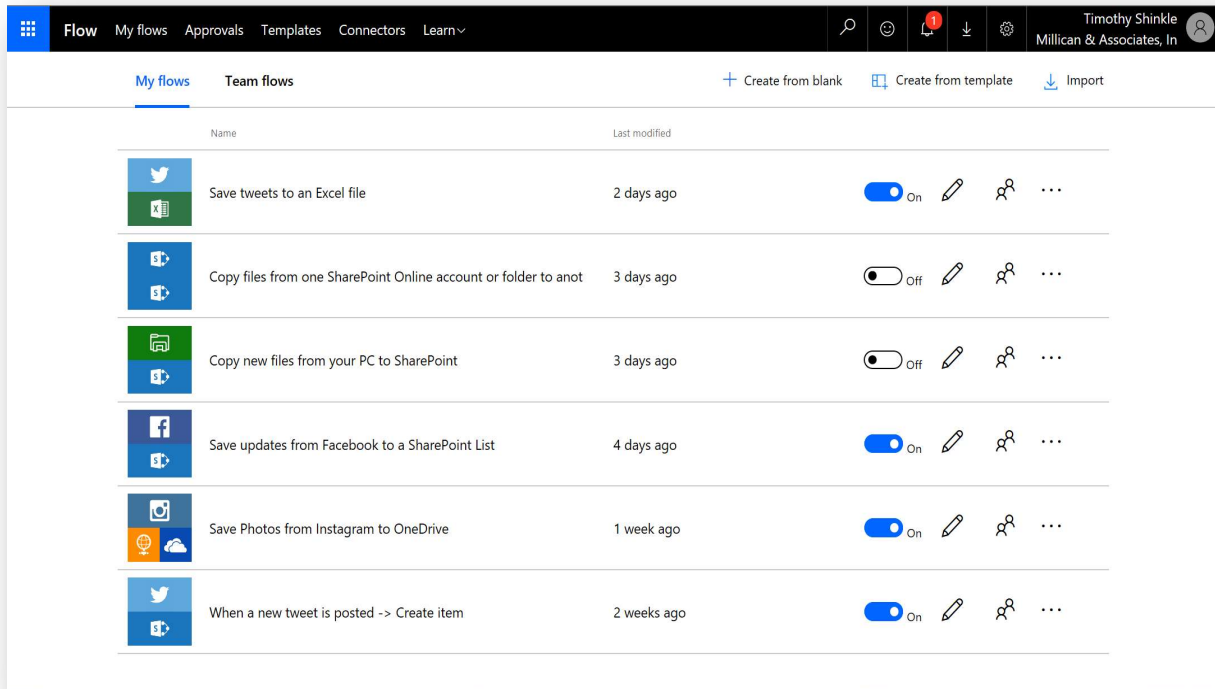 Flow My flows Approvals Templates Connectors Learn 1 Timothy Shinkle
Millican & Associates, In
My flows Team flows Create from blank Create from template Import
Name Last modified
Save tweets to an Excel file 2 days ago On
Copy files from one SharePoint Online account or folder to anot 3 days ago Off
Copy new files from your PC to SharePoint 3 days ago Off
Save updates from Facebook to a SharePoint List 4 days ago On
Save Photos from Instagram to OneDrive 1 week ago On
When a new tweet is posted -> Create item 2 weeks ago On